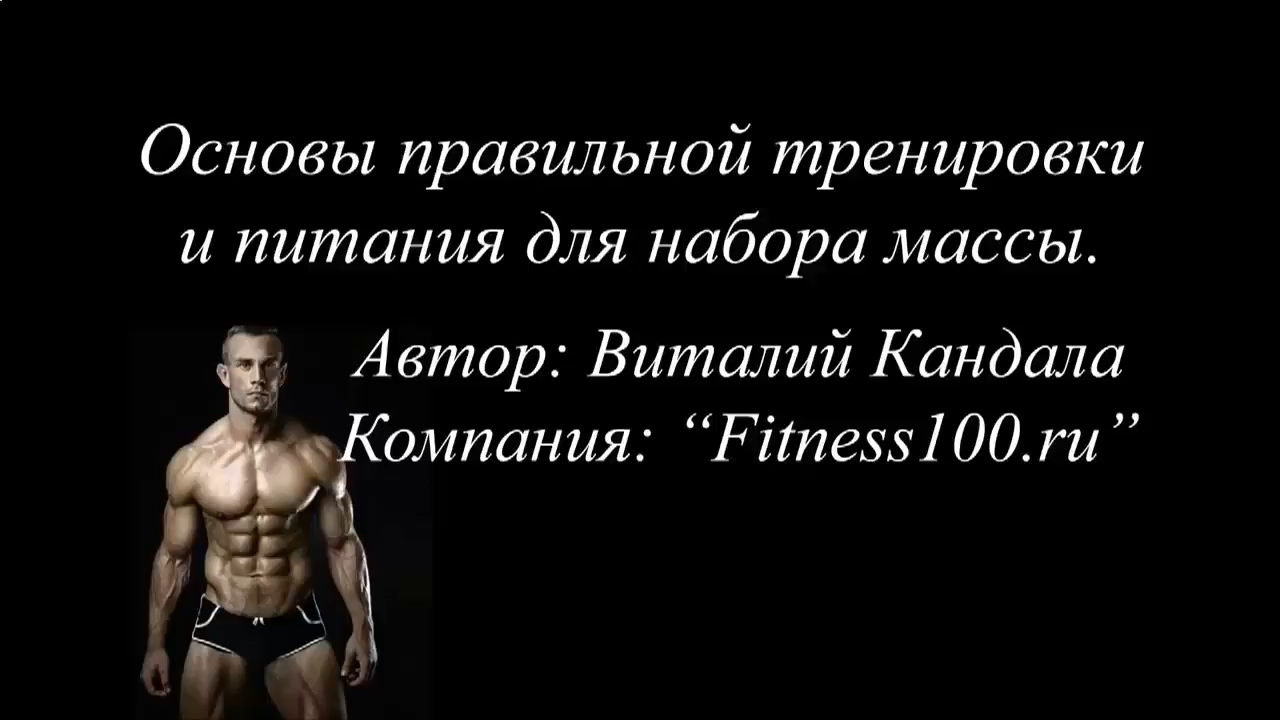 Основы правильной тренировки
и питания для набора массы.
Автор: Виталий Кандала
Компания: “Fitness100.ru”